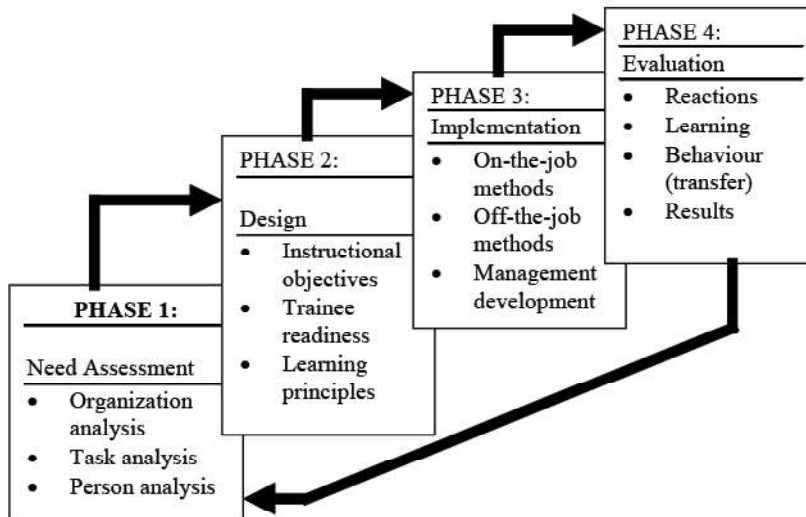 PHASE 1:
Need Assessment
• Organization
analysis
• Task analysis
• Person analysis
PHASE 2:
Design
• Instructional
objectives
• Trainee
readiness
• Learning
principles
PHASE 3:
Implementation
• On-the-job
methods
• Off-the-job
methods
• Management
development
PHASE 4:
Evaluation
• Reactions
• Learning
• Behaviour
(transfer)
• Results